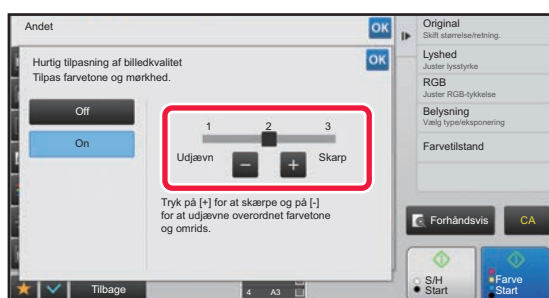 Andet
OK
Hurtig tilpasning af billedkvalitet
Tilpas farvetone og mørkhed.
OK
Off
On
1 2 3
Udjævn
Skarp
Tryk på [+] for at skærpe og på [-]
for at udjævne overordnet farvetone
og omrids.
Tilbage
4 A3
Original
Skift størrelse/retning.
Lyshed
Juster lysstyrke
RGB
Juster RGB-tykkelse
Belysning
Vælg type/eksponering
Farvetilstand
Forhåndsvis
CA
S/H
Start
Farve
Start